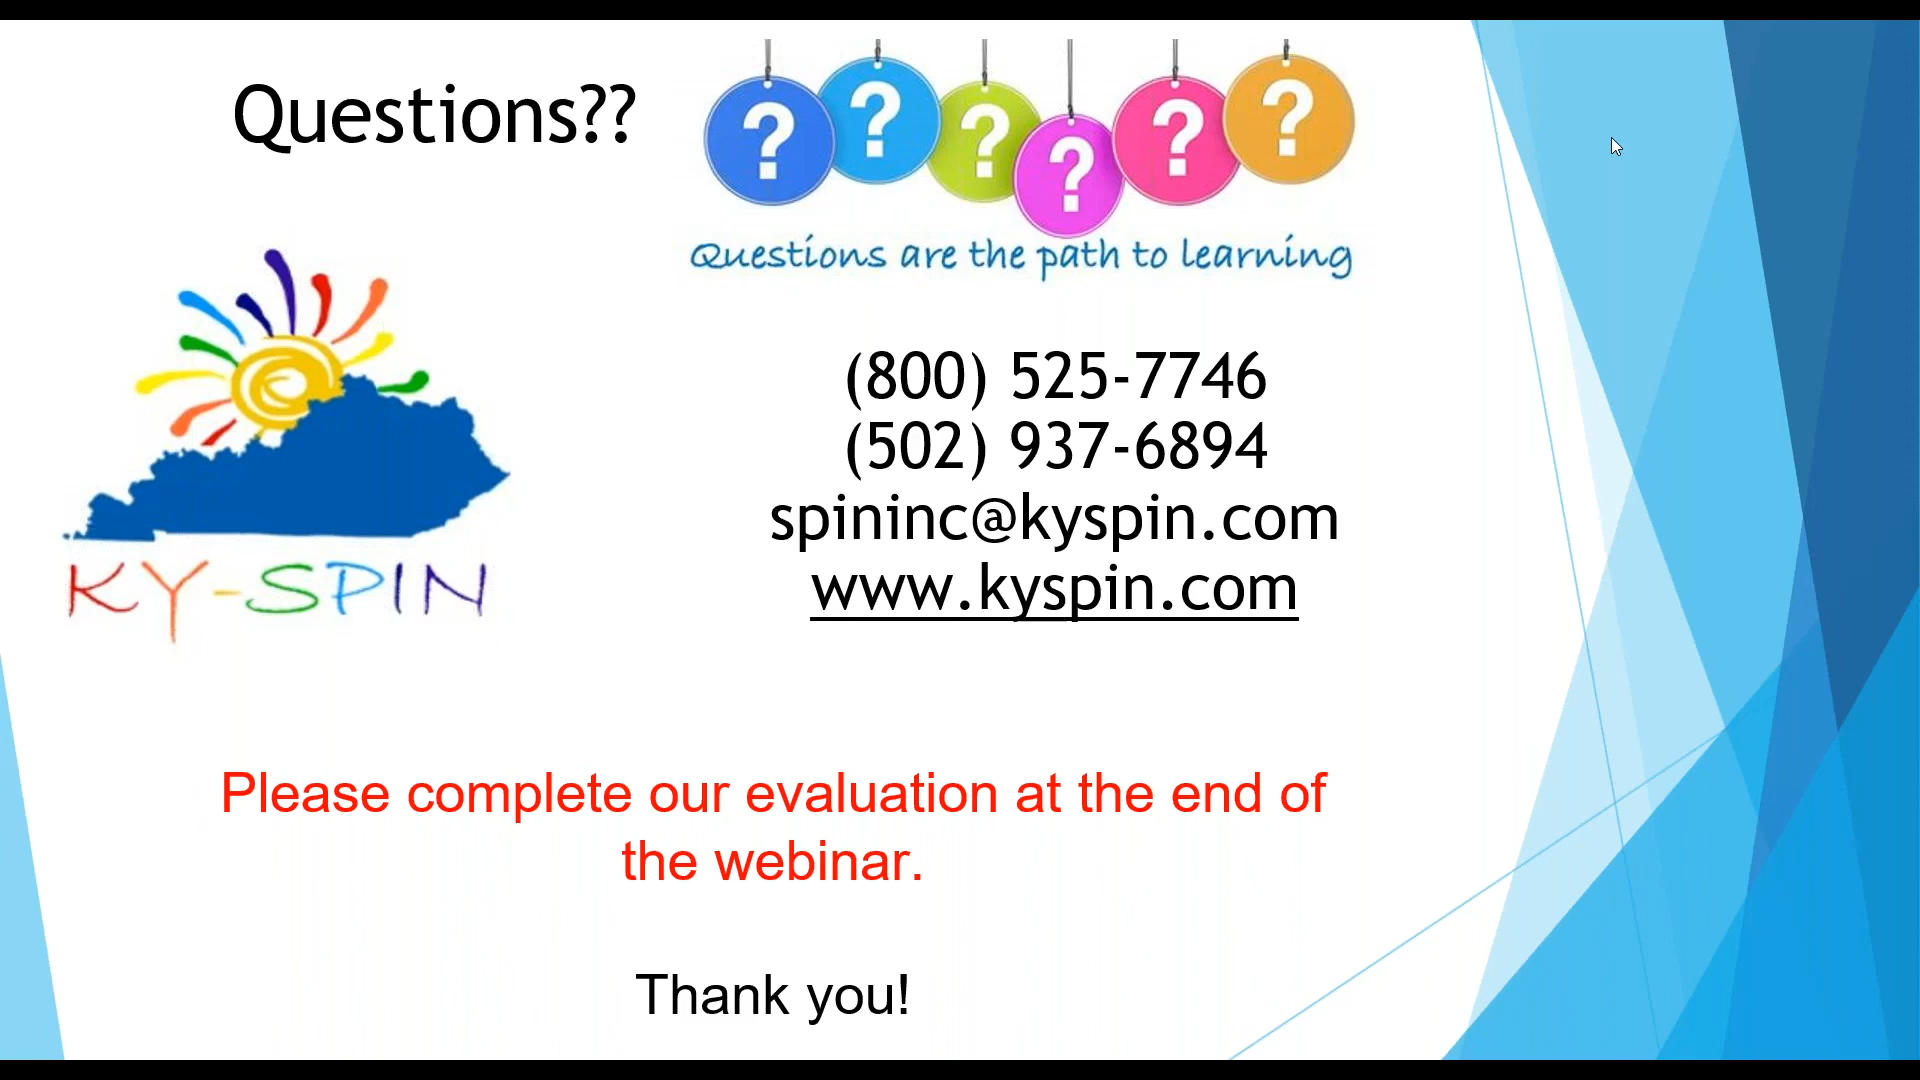 Questions??
? ? ? ? ? ?
Questions are the path to learning
KY-SPIN
(800) 525-7746
(502) 937-6894
spininc@kyspin.com
www.kyspin.com
Please complete our evaluation at the end of
the webinar.
Thank you!